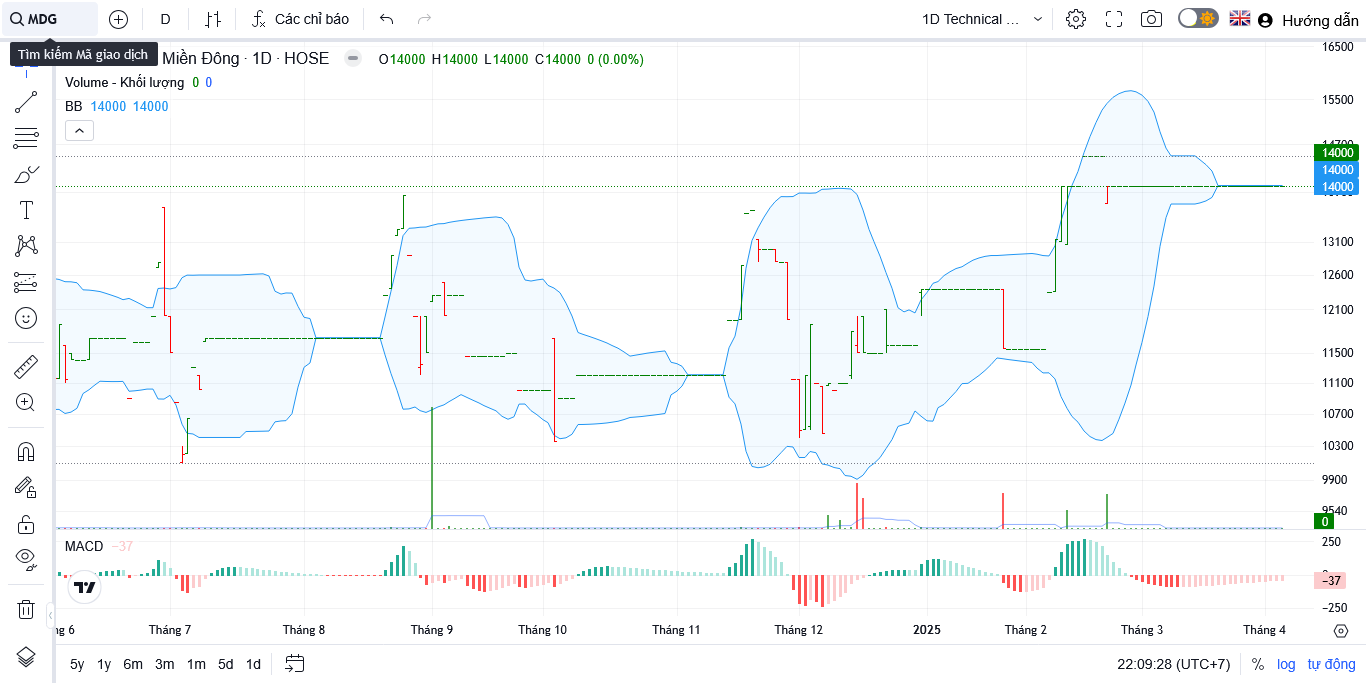 MDG
D
Các chỉ báo
1D Technical ...
Hướng dẫn
Tìm kiếm Mã giao dịch
Miền Đông · 1D · HOSE
O14000 H14000 L14000 C14000 0 (0.00%)
Volume - Khối lượng 0 0
BB 14000 14000
16500
15500
14000
14000
14000
13100
12600
12100
11500
11100
10700
10300
9900
9540
0
MACD −37
250
−37
−250
Tháng 7
Tháng 8
Tháng 9
Tháng 10
Tháng 11
Tháng 12
2025
Tháng 2
Tháng 3
Tháng 4
5y 1y 6m 3m 1m 5d 1d
22:09:28 (UTC+7)
% log tự động